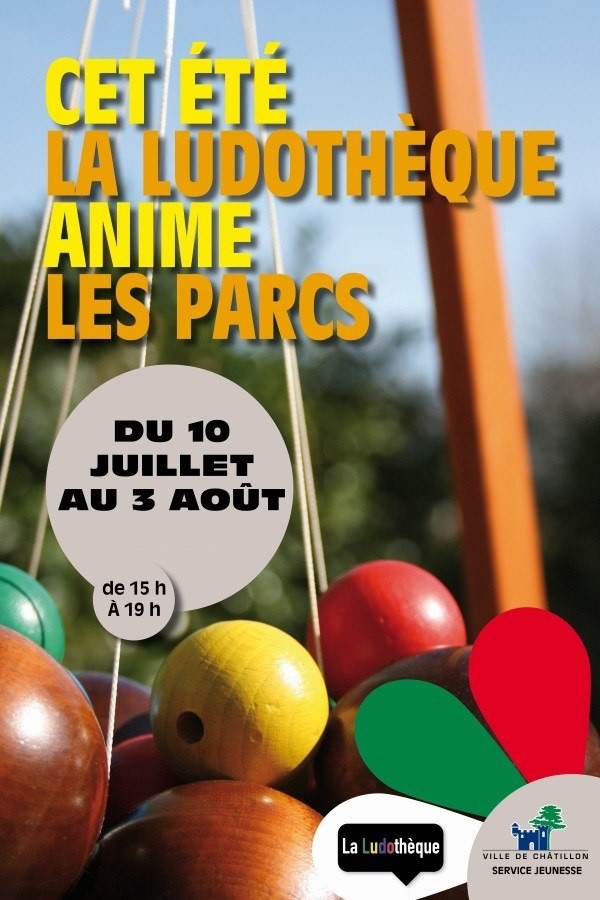 CET ÉTÉ
LA LUDOTHÈQUE
ANIME
LES PARCS
DU 10
JUILLET
AU 3 AOÛT
de 15 h
À 19 h
La Ludothèque
VILLE DE CHÂTILLON
SERVICE JEUNESSE